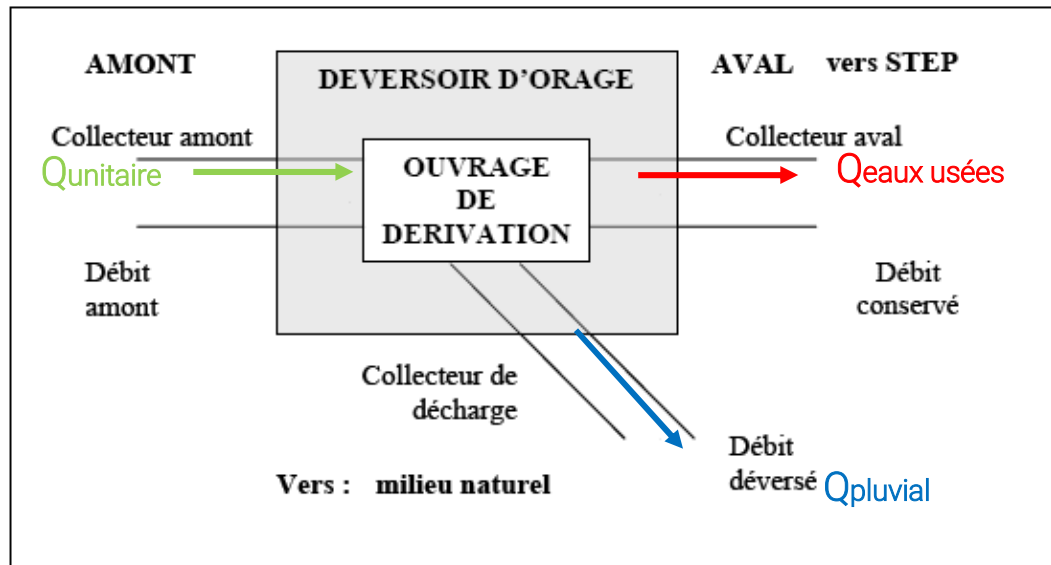 AMONT
DEVERSOIR D'ORAGE
AVAL vers STEP
Collecteur amont
Collecteur aval
Qunitaire
OUVRAGE
DE
DERIVATION
Qeaux usées
Débit
amont
Débit
conservé
Collecteur de
décharge
Débit
déversé Qpluvial
Vers : milieu naturel